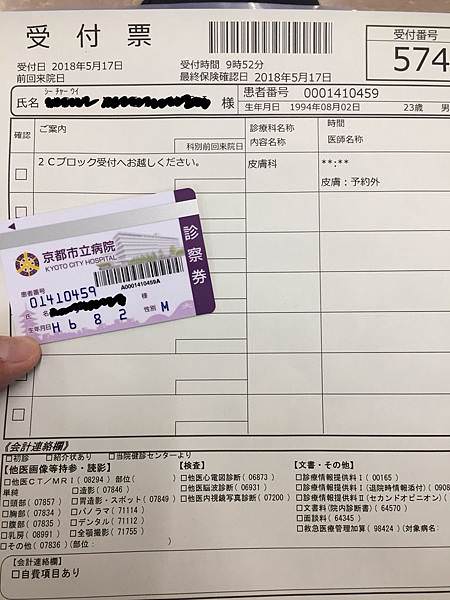 受付票
受付番号
574
受付日 2018年5月17日
受付時間 9時52分
前回来院日
最終保険確認日 2018年5月17日
シー チャー ワイ
氏名
様
患者番号 0001410459
生年月日 1994年08月02日 23歳 男
確認
ご案内
科別前回来院日
診療科名称
内容名称
時間
医師名称
2Cブロック受付へお越しください。
皮膚科
**:**
皮膚:予約外
京都市立病院
KYOTO CITY HOSPITAL
診察券
A0001410459A
患者番号
01410459
氏名
様
生年月日 H 6 8 2 性別 M
《会計連絡欄》
□初診 □紹介状あり □当院健診センターより
【他医画像等持参・読影】
□他医CT/MRI(08294)部位( )
単純 □造影(07846)
□頭部(07857) □胃造影・スポット(07849)
□胸部(07834) □パノラマ(71114)
□腹部(07835) □デンタル(71112)
□乳房(08991) □全顎撮影(71755)
□その他(07836)(部位:
【検査】
□他医心電図診断(06873)
□他医脳波診断(06931)
□他医内視鏡写真診断(07200)
【文書・その他】
□診療情報提供料Ⅰ(00165)
□診療情報提供料Ⅰ(退院時情報添付)(0908
□診療情報提供料Ⅱ(セカンドオピニオン)(
□文書料(院内診断書)(64570)
□面談料(64345)
□救急医療管理加算(98424)(対象病名:
【会計連絡欄】
□自費項目あり